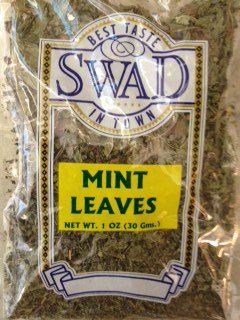 BEST TASTE
&
SWAD
IN TOWN
MINT
LEAVES
NET WT. 1 OZ (30 Gms.)